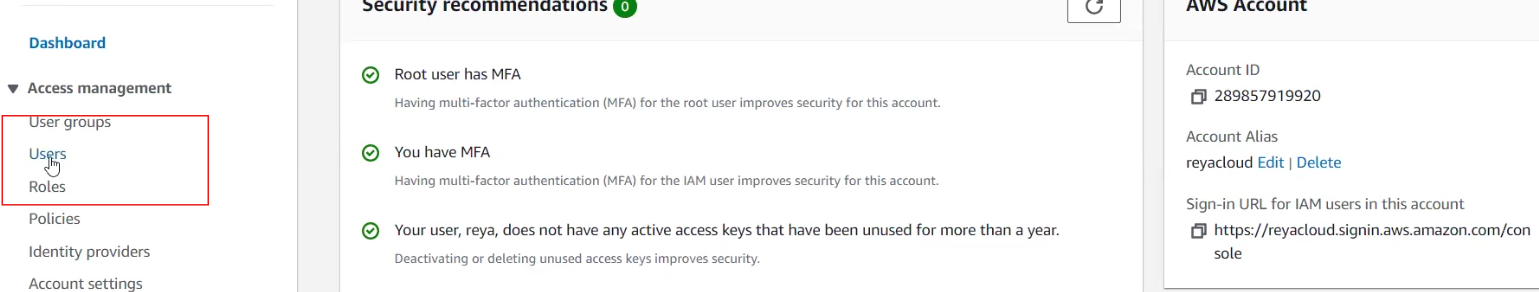 Dashboard
Access management
User groups
Users
Roles
Policies
Identity providers
Account settings
Security recommendations 0
Root user has MFA
Having multi-factor authentication (MFA) for the root user improves security for this account.
You have MFA
Having multi-factor authentication (MFA) for the IAM user improves security for this account.
Your user, reya, does not have any active access keys that have been unused for more than a year.
Deactivating or deleting unused access keys improves security.
AWS Account
Account ID
289857919920
Account Alias
reyacloud Edit | Delete
Sign-in URL for IAM users in this account
https://reyacloud.signin.aws.amazon.com/con
sole